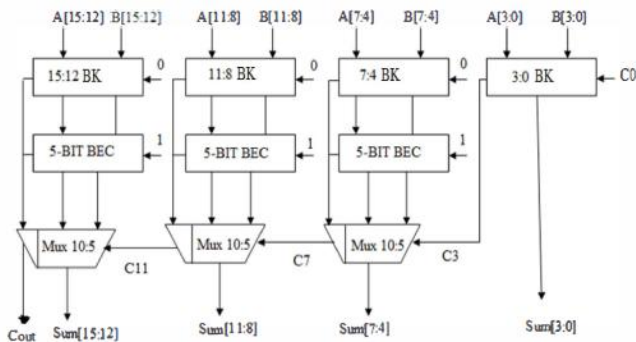 A[15:12] B[15:12] A[11:8] B[11:8] A[7:4] B[7:4] A[3:0] B[3:0]
0 0 0
15:12 BK 11:8 BK 7:4 BK 3:0 BK C0
1 1 1
5-BIT BEC 5-BIT BEC 5-BIT BEC
Mux 10:5 Mux 10:5 Mux 10:5
C11 C7 C3
Cout Sum[15:12] Sum[11:8] Sum[7:4] Sum[3:0]